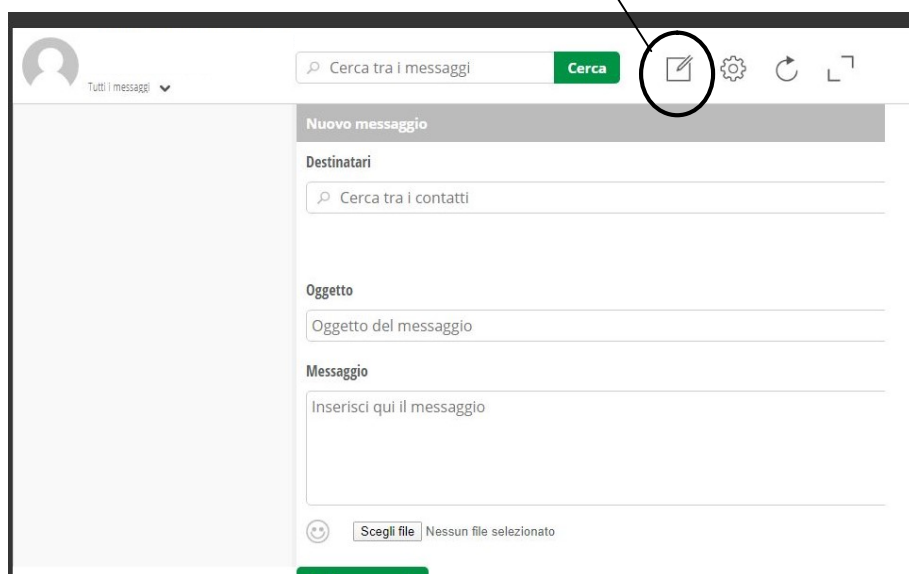 Cerca tra i messaggi Cerca
Tutti i messaggi
Nuovo messaggio
Destinatari
Cerca tra i contatti
Oggetto
Oggetto del messaggio
Messaggio
Inserisci qui il messaggio
Scegli file Nessun file selezionato